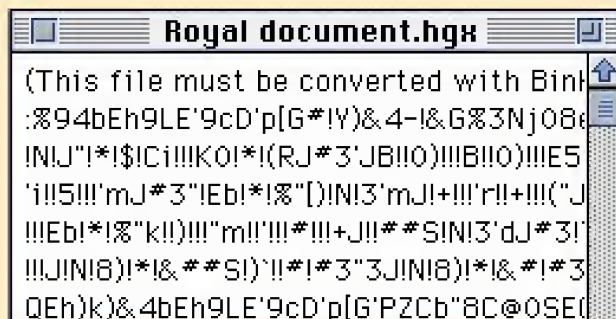 Royal document.hgx
(This file must be converted with Bin
:%94bEh9LE'9cD'p[G#!Y)&4-!&G%3Nj08
!N!J"!*!$!Ci!!!K0!*!(RJ#3'JB!!0)!!!B!!0)!!!E5
'i!!5!!!'mJ#3"!Eb!*!%"[)!N!3'mJ!+!!!'r!!+!!!("J
!!!Eb!*!%"k!!)!!!"m!!'!!!#!!!+J!!##S!N!3'dJ#3!
!!!J!N!8)!*!&##S!)`!!#!#3"3J!N!8)!*!&#!#3
QEh)k)&4bEh9LE'9cD'p[G'PZCb"8C@0SE(